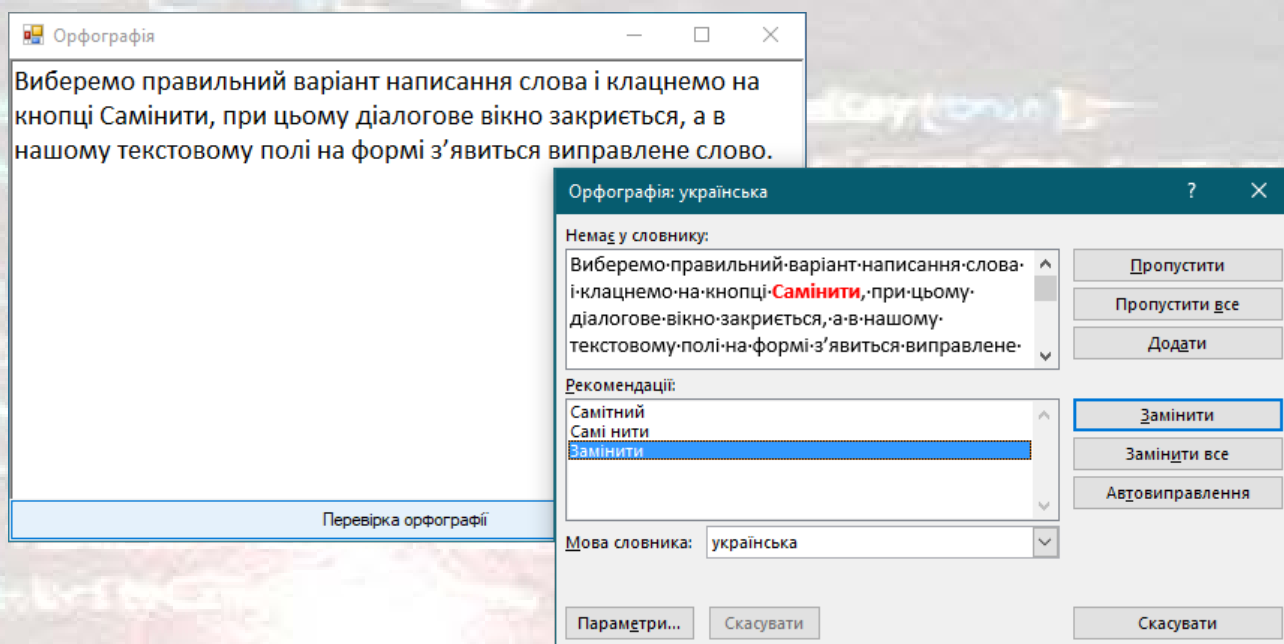 Орфографія
Виберемо правильний варіант написання слова і клацнемо на
кнопці Самінити, при цьому діалогове вікно закриється, а в
нашому текстовому полі на формі з’явиться виправлене слово.
Перевірка орфографії
Орфографія: українська
?
Немає у словнику:
Виберемо·правильний·варіант·написання·слова·
і·клацнемо·на·кнопці·Самінити,·при·цьому·
діалогове·вікно·закриється,·а·в·нашому·
текстовому·полі·на·формі·з’явиться·виправлене·
Пропустити
Пропустити все
Додати
Рекомендації:
Самітний
Самі нити
Замінити
Замінити
Замінити все
Автовиправлення
Мова словника: українська
Параметри...
Скасувати
Скасувати